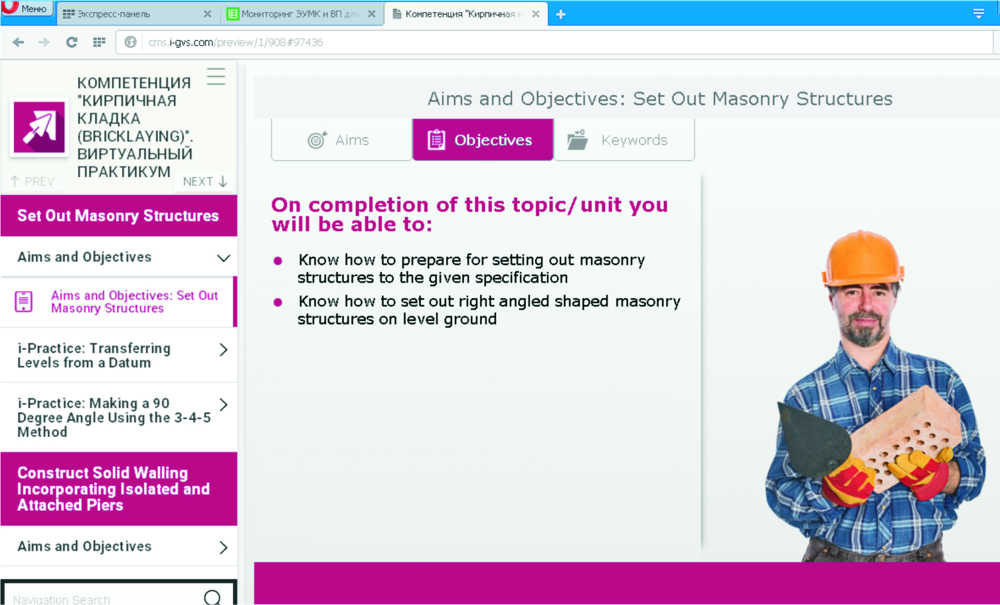 Меню
Экспресс-панель
Мониторинг ЭУМК и ВП для
Компетенция "Кирпичная к
cms.i-gvs.com/preview/1/908#97436
КОМПЕТЕНЦИЯ
"КИРПИЧНАЯ
КЛАДКА
(BRICKLAYING)".
ВИРТУАЛЬНЫЙ
ПРАКТИКУМ
PREV
NEXT
Set Out Masonry Structures
Aims and Objectives
Aims and Objectives: Set Out
Masonry Structures
i-Practice: Transferring
Levels from a Datum
i-Practice: Making a 90
Degree Angle Using the 3-4-5
Method
Construct Solid Walling
Incorporating Isolated and
Attached Piers
Aims and Objectives
Navigation Search
Aims and Objectives: Set Out Masonry Structures
Aims
Objectives
Keywords
On completion of this topic/unit you
will be able to:
Know how to prepare for setting out masonry
structures to the given specification
Know how to set out right angled shaped masonry
structures on level ground